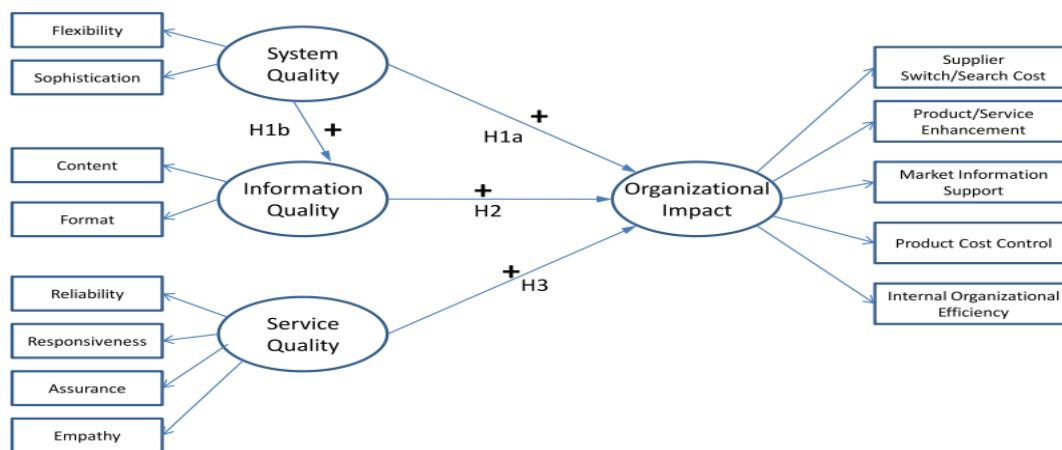 Flexibility
Sophistication
System
Quality
H1b
+
+
H1a
Content
Format
Information
Quality
+
H2
Organizational
Impact
Reliability
Responsiveness
Assurance
Empathy
Service
Quality
+
H3
Supplier
Switch/Search Cost
Product/Service
Enhancement
Market Information
Support
Product Cost Control
Internal Organizational
Efficiency